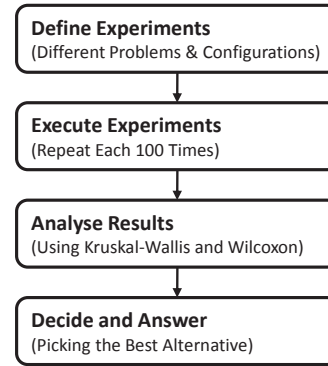 Define Experiments
(Different Problems & Configurations)
Execute Experiments
(Repeat Each 100 Times)
Analyse Results
(Using Kruskal-Wallis and Wilcoxon)
Decide and Answer
(Picking the Best Alternative)